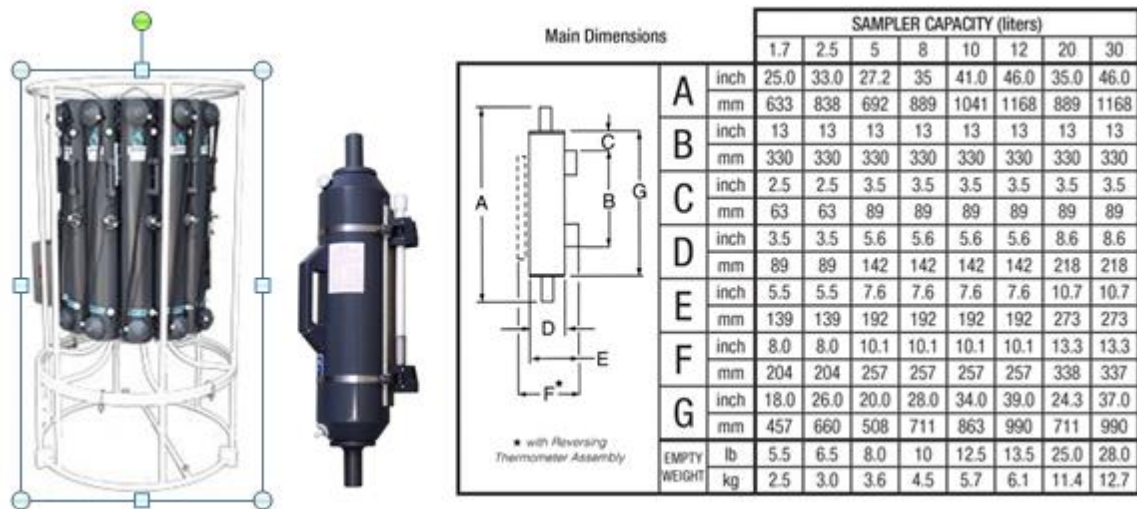 Main Dimensions
SAMPLER CAPACITY (liters)
1.7 2.5 5 8 10 12 20 30
A inch 25.0 33.0 27.2 35 41.0 46.0 35.0 46.0
mm 633 838 692 889 1041 1168 889 1168
B inch 13 13 13 13 13 13 13 13
mm 330 330 330 330 330 330 330 330
C inch 2.5 2.5 3.5 3.5 3.5 3.5 3.5 3.5
mm 63 63 89 89 89 89 89 89
D inch 3.5 3.5 5.6 5.6 5.6 5.6 8.6 8.6
mm 89 89 142 142 142 142 218 218
E inch 5.5 5.5 7.6 7.6 7.6 7.6 10.7 10.7
mm 139 139 192 192 192 192 273 273
F inch 8.0 8.0 10.1 10.1 10.1 10.1 13.3 13.3
mm 204 204 257 257 257 257 338 337
G inch 18.0 26.0 20.0 28.0 34.0 39.0 24.3 37.0
mm 457 660 508 711 863 990 711 990
EMPTY WEIGHT lb 5.5 6.5 8.0 10 12.5 13.5 25.0 28.0
kg 2.5 3.0 3.6 4.5 5.7 6.1 11.4 12.7
C
A B G
D
E
F*
* with Reversing
Thermometer Assembly